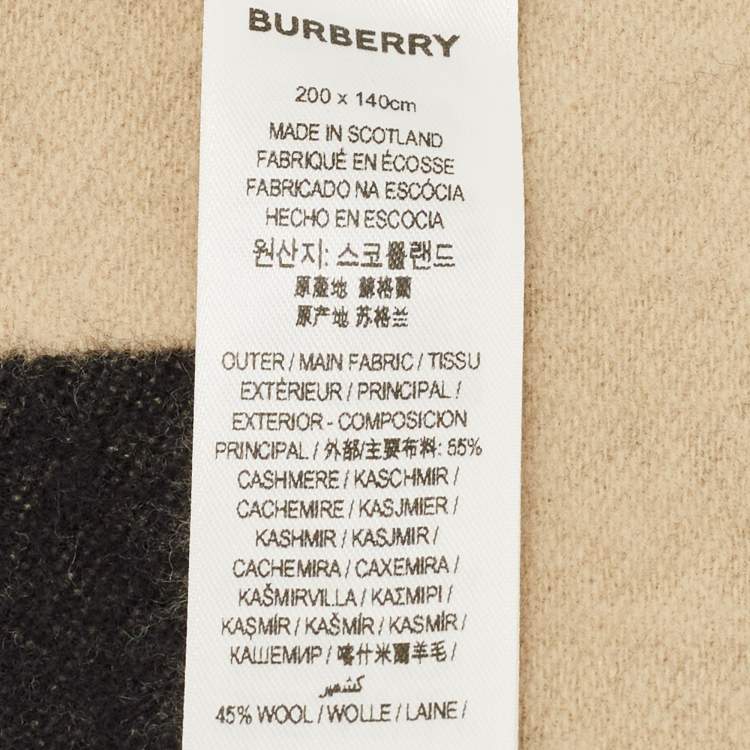 BURBERRY
200 x 140cm
MADE IN SCOTLAND
FABRIQUÉ EN ÉCOSSE
FABRICADO NA ESCÓCIA
HECHO EN ESCOCIA
원산지: 스코틀랜드
原產地 蘇格蘭
原产地 苏格兰
OUTER / MAIN FABRIC / TISSU
EXTÉRIEUR / PRINCIPAL /
EXTERIOR - COMPOSICION
PRINCIPAL / 外部/主要布料: 55%
CASHMERE / KASCHMIR /
CACHEMIRE / KASJMIER /
KASHMIR / KASJMIR /
CACHEMIRA / CAXEMIRA /
KAŠMIRVILLA / ΚΑΣΜΙΡΙ /
KAŞMİR / KAŠMÍR / KASMÍR /
КАШЕМИР / 喀什米爾羊毛 /
كشمير
45% WOOL / WOLLE / LAINE /